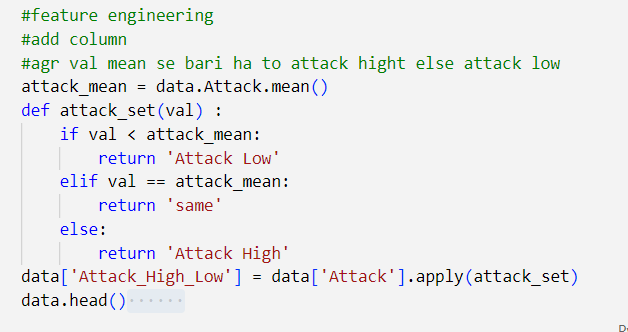 #feature engineering
#add column
#agr val mean se bari ha to attack hight else attack low
attack_mean = data.Attack.mean()
def attack_set(val) :
    if val < attack_mean:
        return 'Attack Low'
    elif val == attack_mean:
        return 'same'
    else:
        return 'Attack High'
data['Attack_High_Low'] = data['Attack'].apply(attack_set)
data.head()